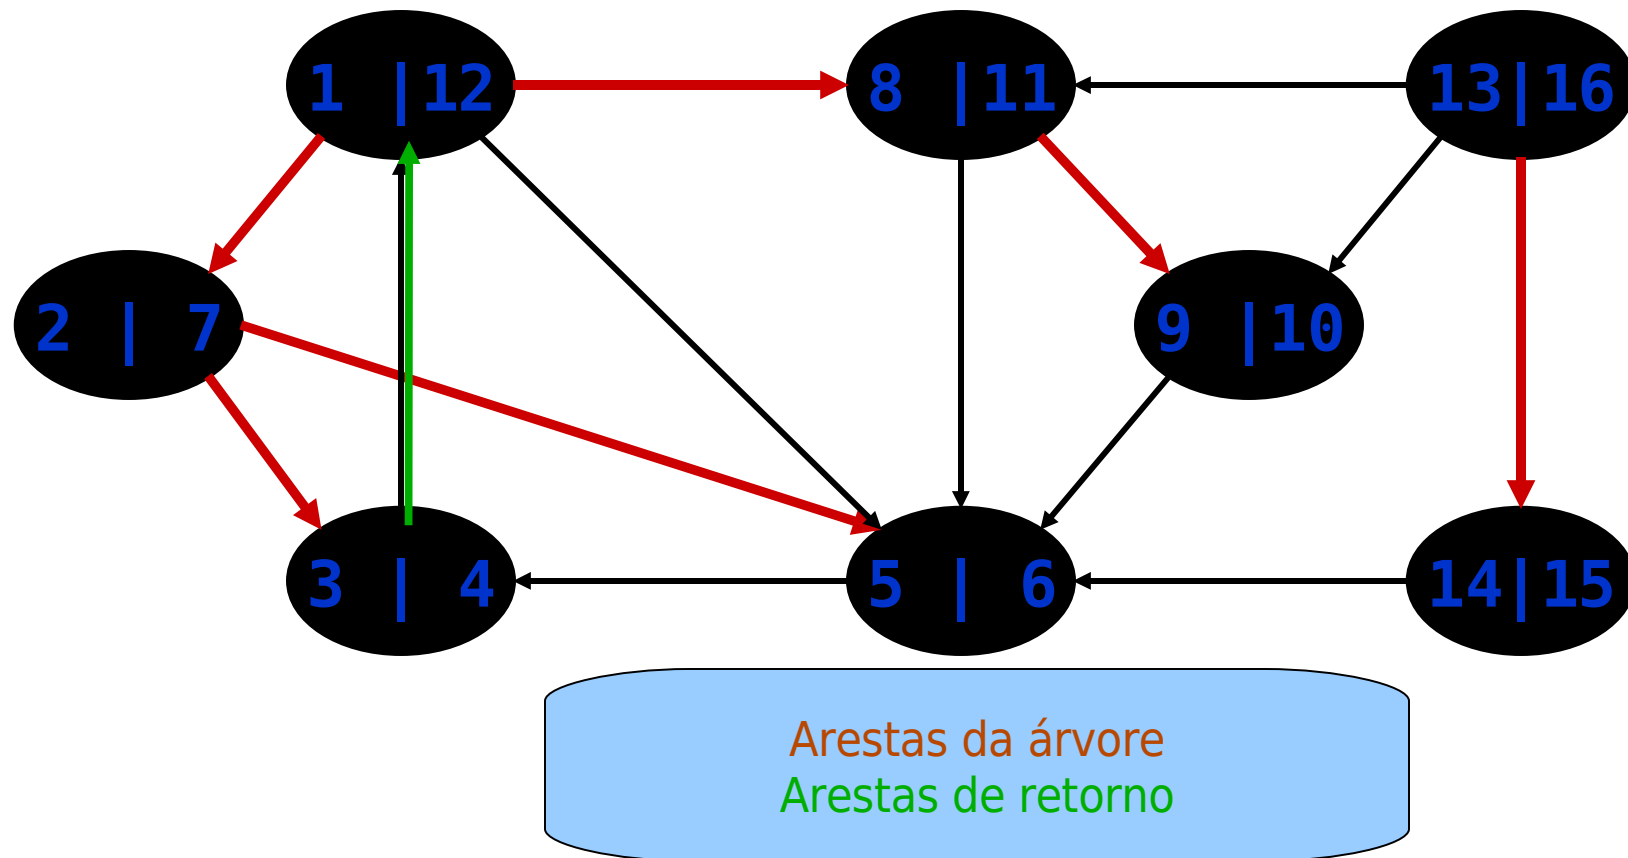 1 |12
8 |11
13|16
2 | 7
9 |10
3 | 4
5 | 6
14|15
Arestas da árvore
Arestas de retorno